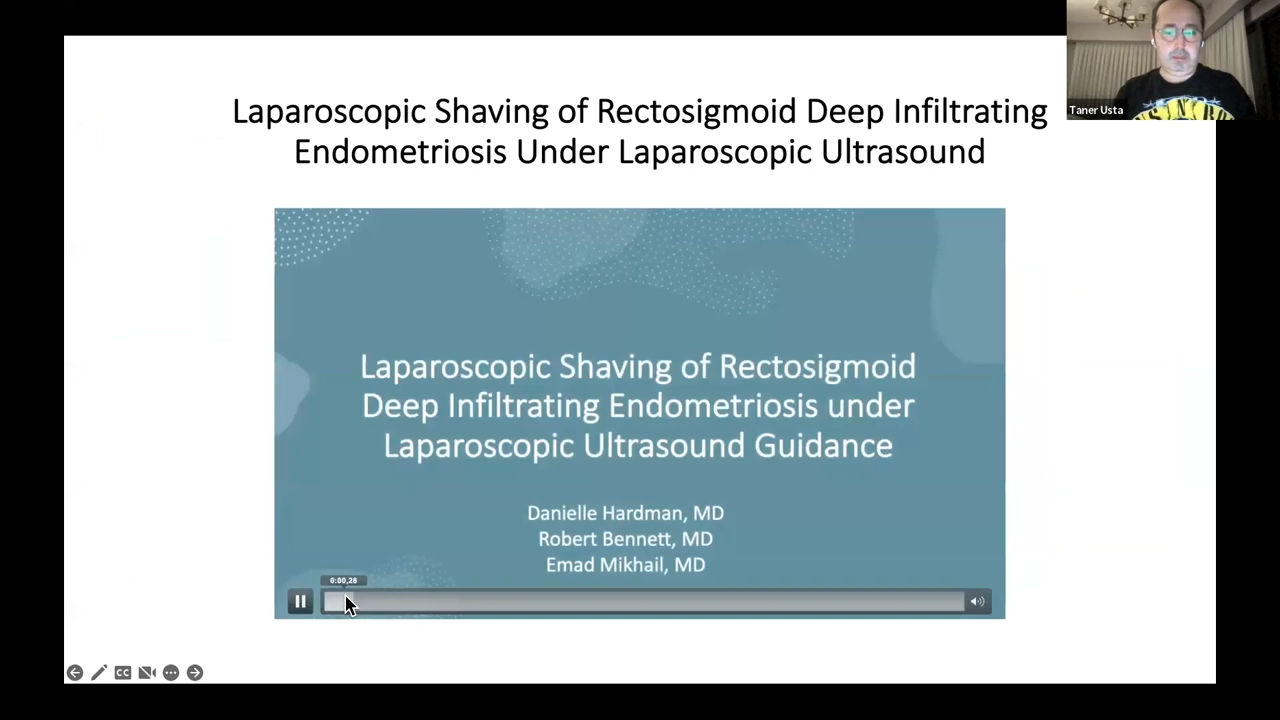 Laparoscopic Shaving of Rectosigmoid Deep Infiltrating
Endometriosis Under Laparoscopic Ultrasound
Taner Usta
Laparoscopic Shaving of Rectosigmoid
Deep Infiltrating Endometriosis under
Laparoscopic Ultrasound Guidance
Danielle Hardman, MD
Robert Bennett, MD
Emad Mikhail, MD
0:00,28
CC